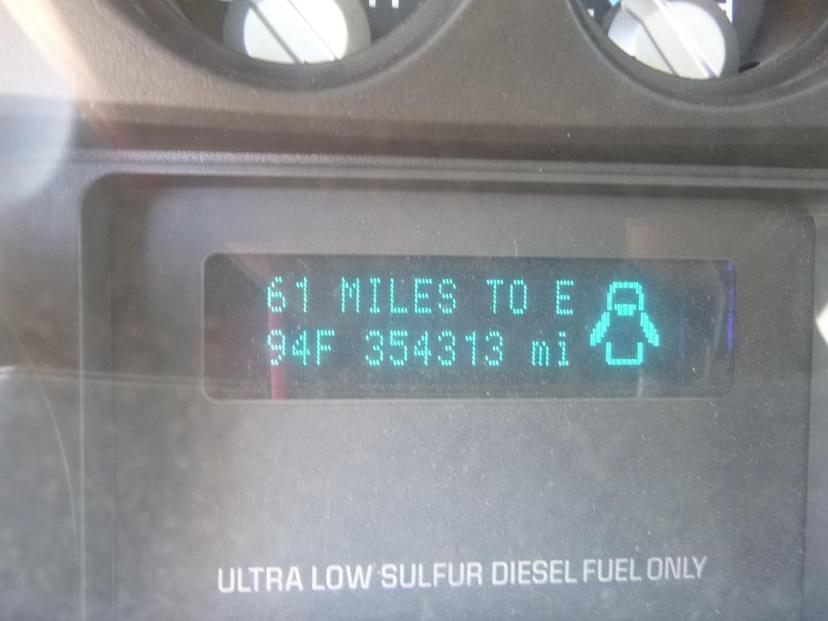 61 MILES TO E
94F 354313 mi
ULTRA LOW SULFUR DIESEL FUEL ONLY